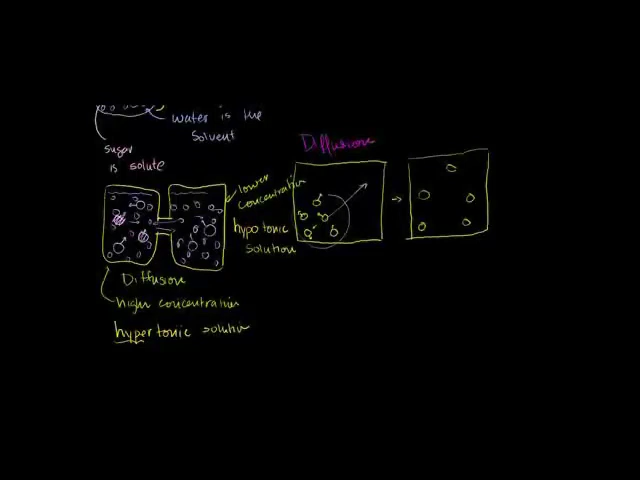 water is the
solvent
sugar
is solute
Diffusion
lower
concentration
hypotonic
solution
Diffusion
high concentration
hypertonic solution